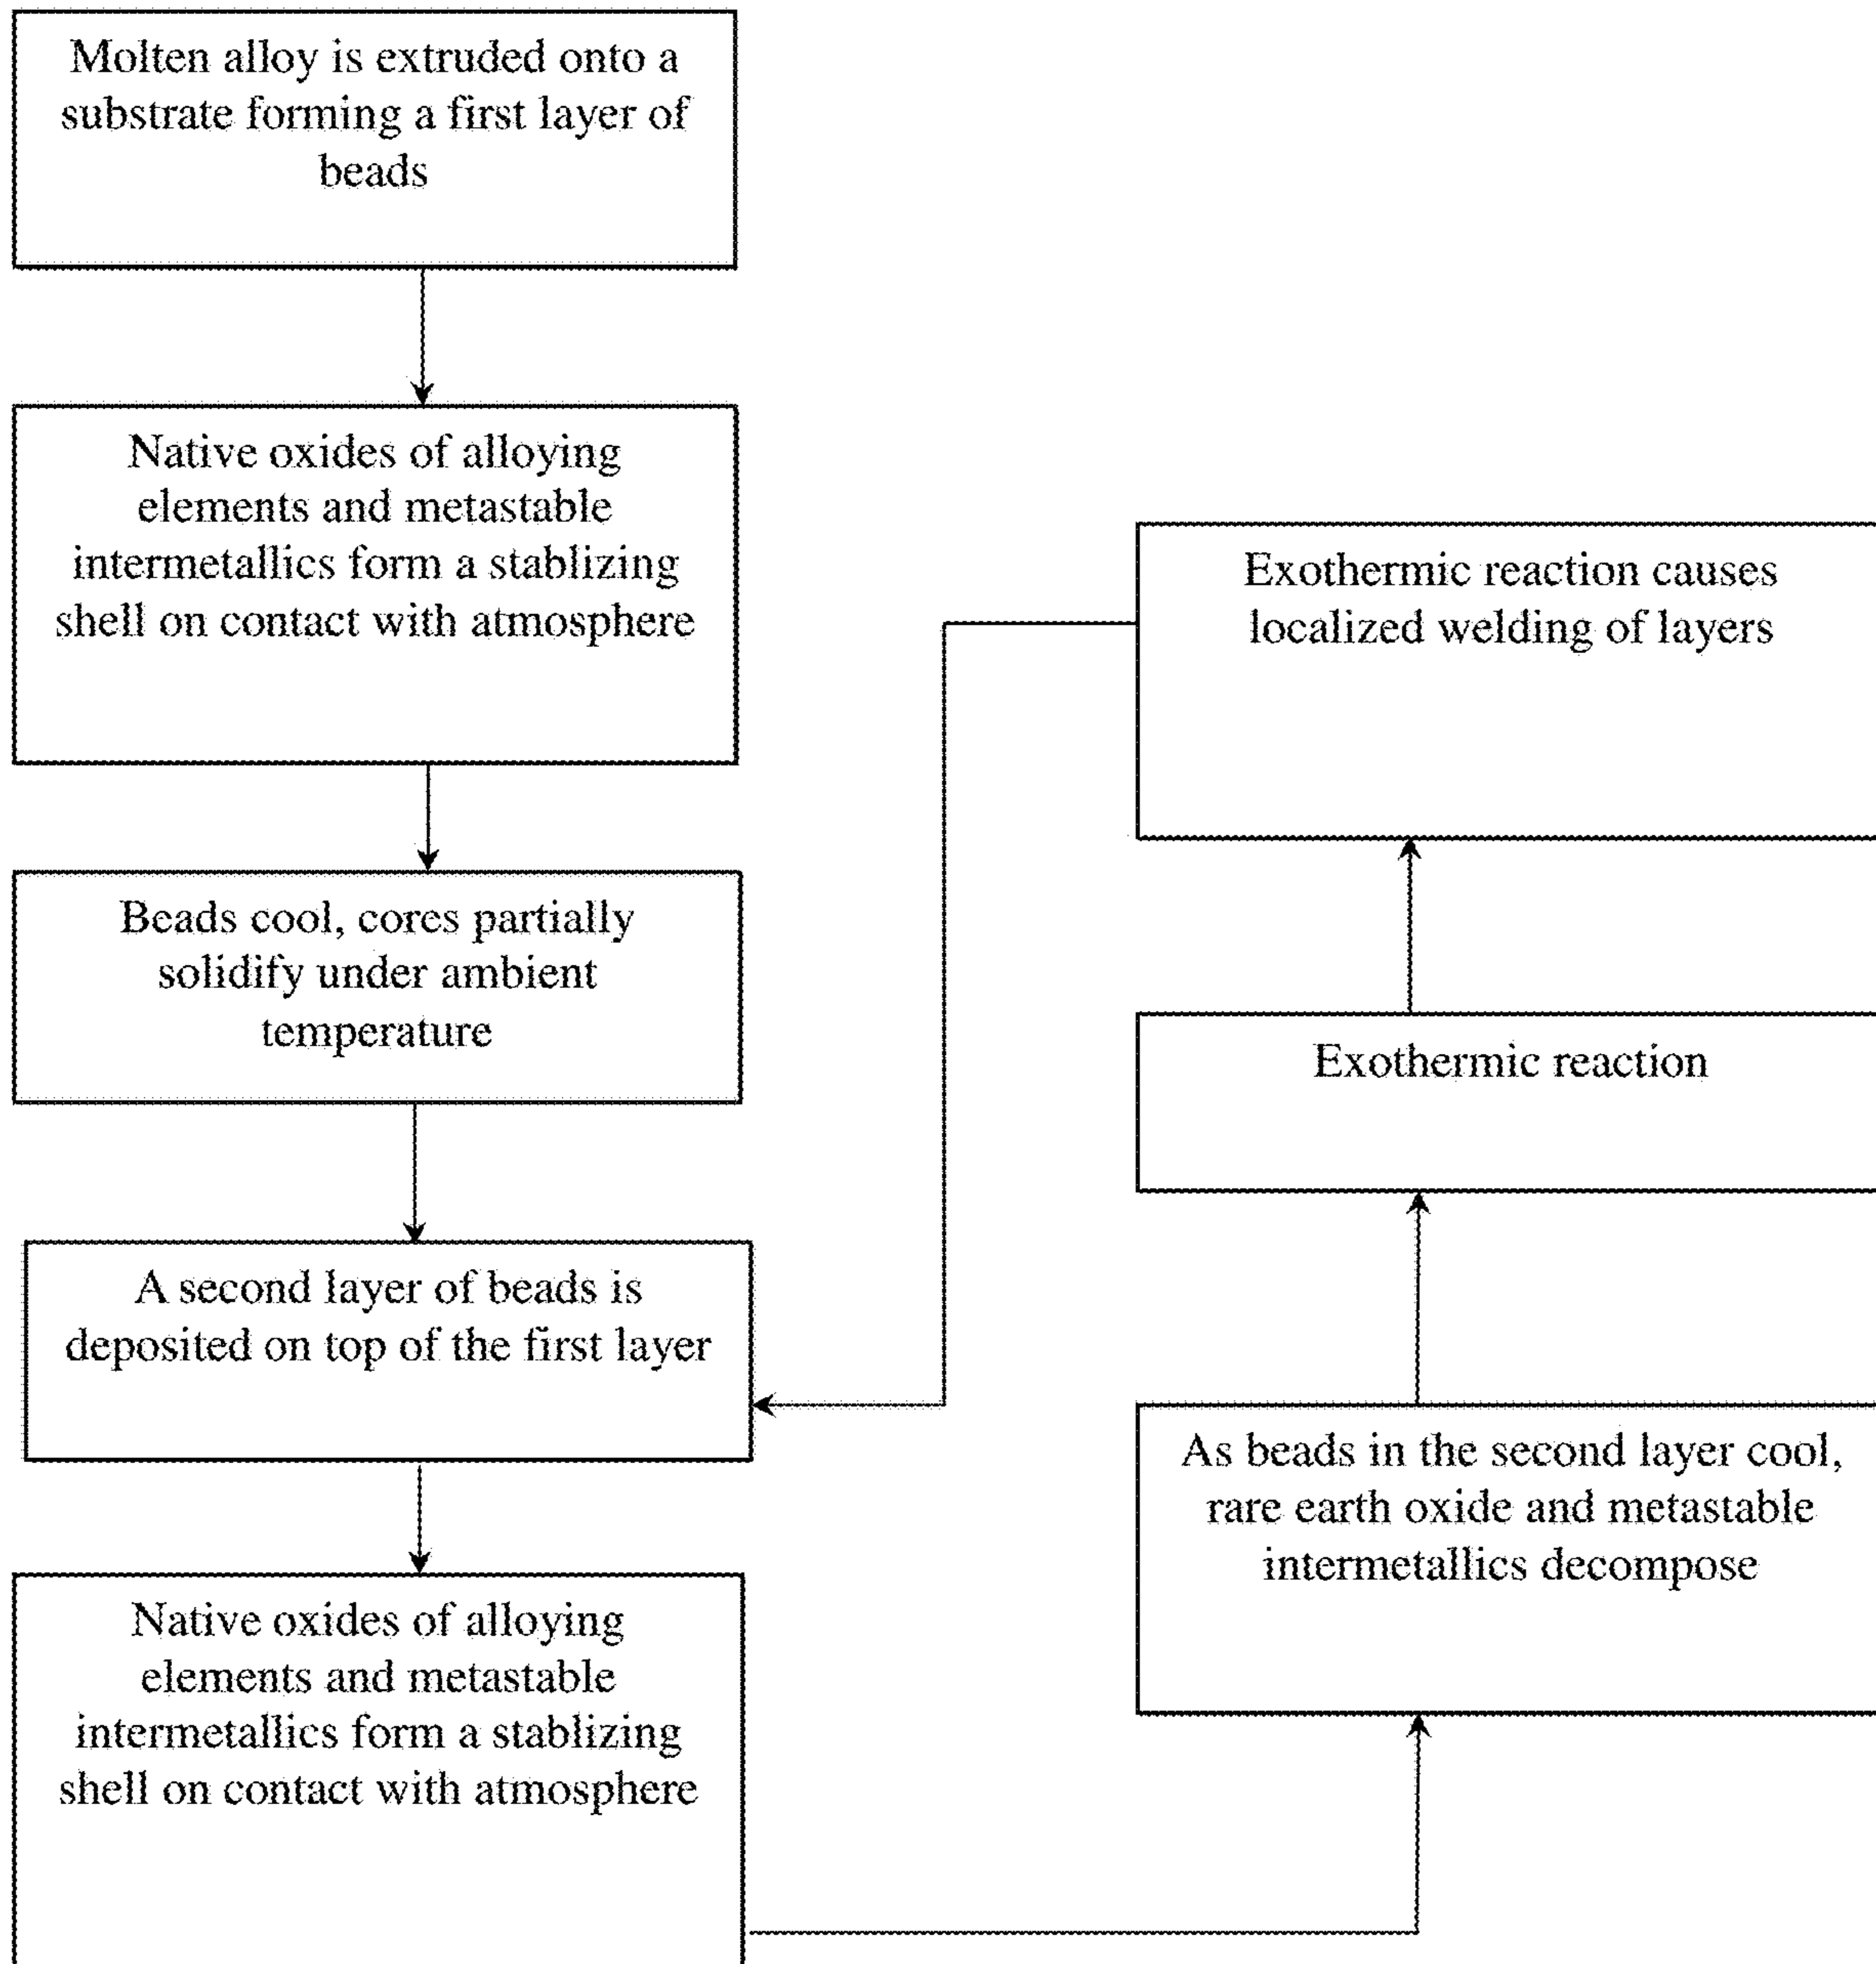 Molten alloy is extruded onto a
substrate forming a first layer of
beads
Native oxides of alloying
elements and metastable
intermetallics form a stablizing
shell on contact with atmosphere
Beads cool, cores partially
solidify under ambient
temperature
A second layer of beads is
deposited on top of the first layer
Native oxides of alloying
elements and metastable
intermetallics form a stablizing
shell on contact with atmosphere
As beads in the second layer cool,
rare earth oxide and metastable
intermetallics decompose
Exothermic reaction
Exothermic reaction causes
localized welding of layers